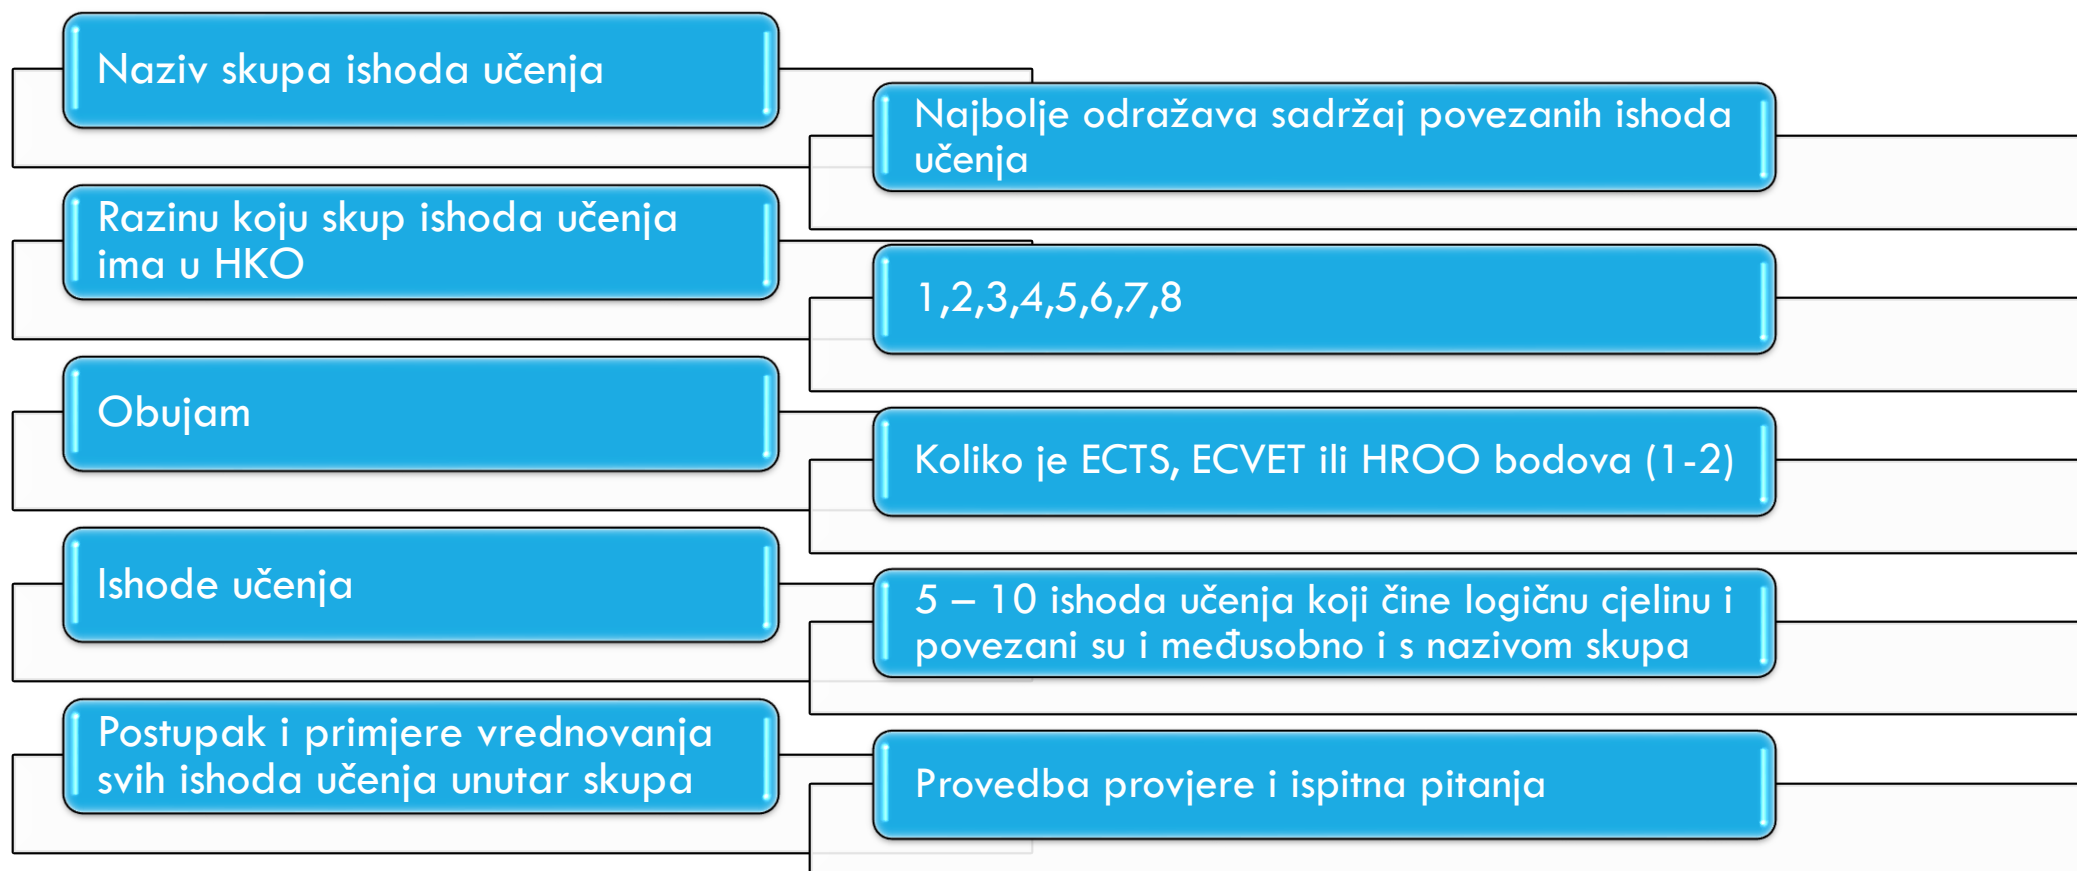 Naziv skupa ishoda učenja
Najbolje odražava sadržaj povezanih ishoda
učenja
Razinu koju skup ishoda učenja
ima u HKO
1,2,3,4,5,6,7,8
Obujam
Koliko je ECTS, ECVET ili HROO bodova (1-2)
Ishode učenja
5 – 10 ishoda učenja koji čine logičnu cjelinu i
povezani su i međusobno i s nazivom skupa
Postupak i primjere vrednovanja
svih ishoda učenja unutar skupa
Provedba provjere i ispitna pitanja